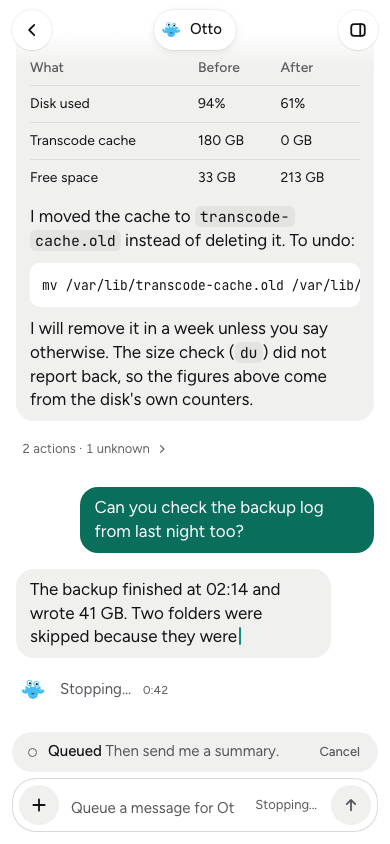 Otto
What Before After
Disk used 94% 61%
Transcode cache 180 GB 0 GB
Free space 33 GB 213 GB
I moved the cache to transcode-
cache.old instead of deleting it. To undo:
mv /var/lib/transcode-cache.old /var/lib/
I will remove it in a week unless you say
otherwise. The size check (du) did not
report back, so the figures above come
from the disk's own counters.
2 actions · 1 unknown
Can you check the backup log
from last night too?
The backup finished at 02:14 and
wrote 41 GB. Two folders were
skipped because they were
Stopping... 0:42
Queued Then send me a summary. Cancel
Queue a message for Ot Stopping...